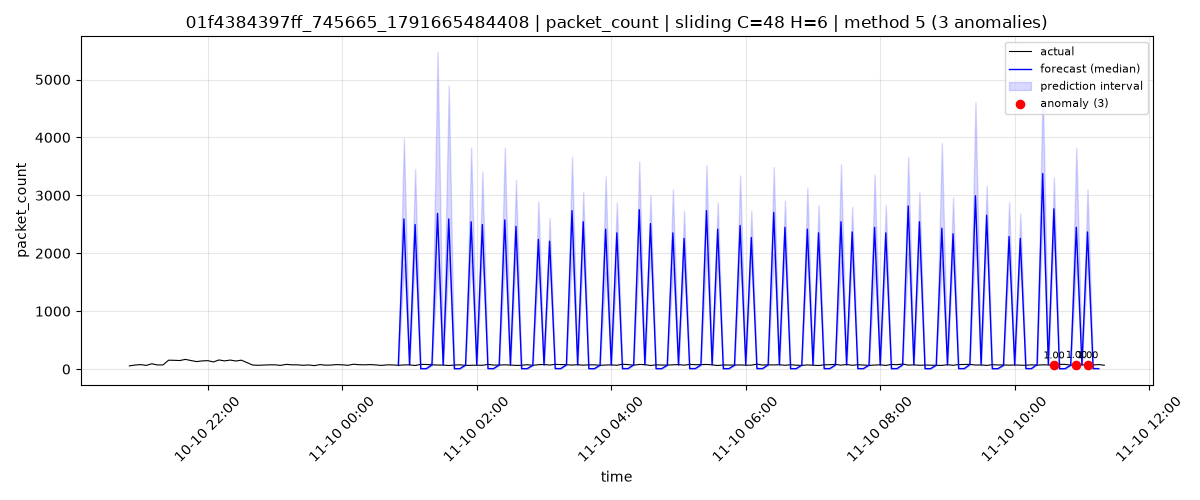 01f4384397ff_745665_1791665484408 | packet_count | sliding C=48 H=6 | method 5 (3 anomalies)
actual
forecast (median)
prediction interval
anomaly (3)
packet_count
5000
4000
3000
2000
1000
0
1.00
1.00
10-10 22:00
11-10 00:00
11-10 02:00
11-10 04:00
11-10 06:00
11-10 08:00
11-10 10:00
11-10 12:00
time